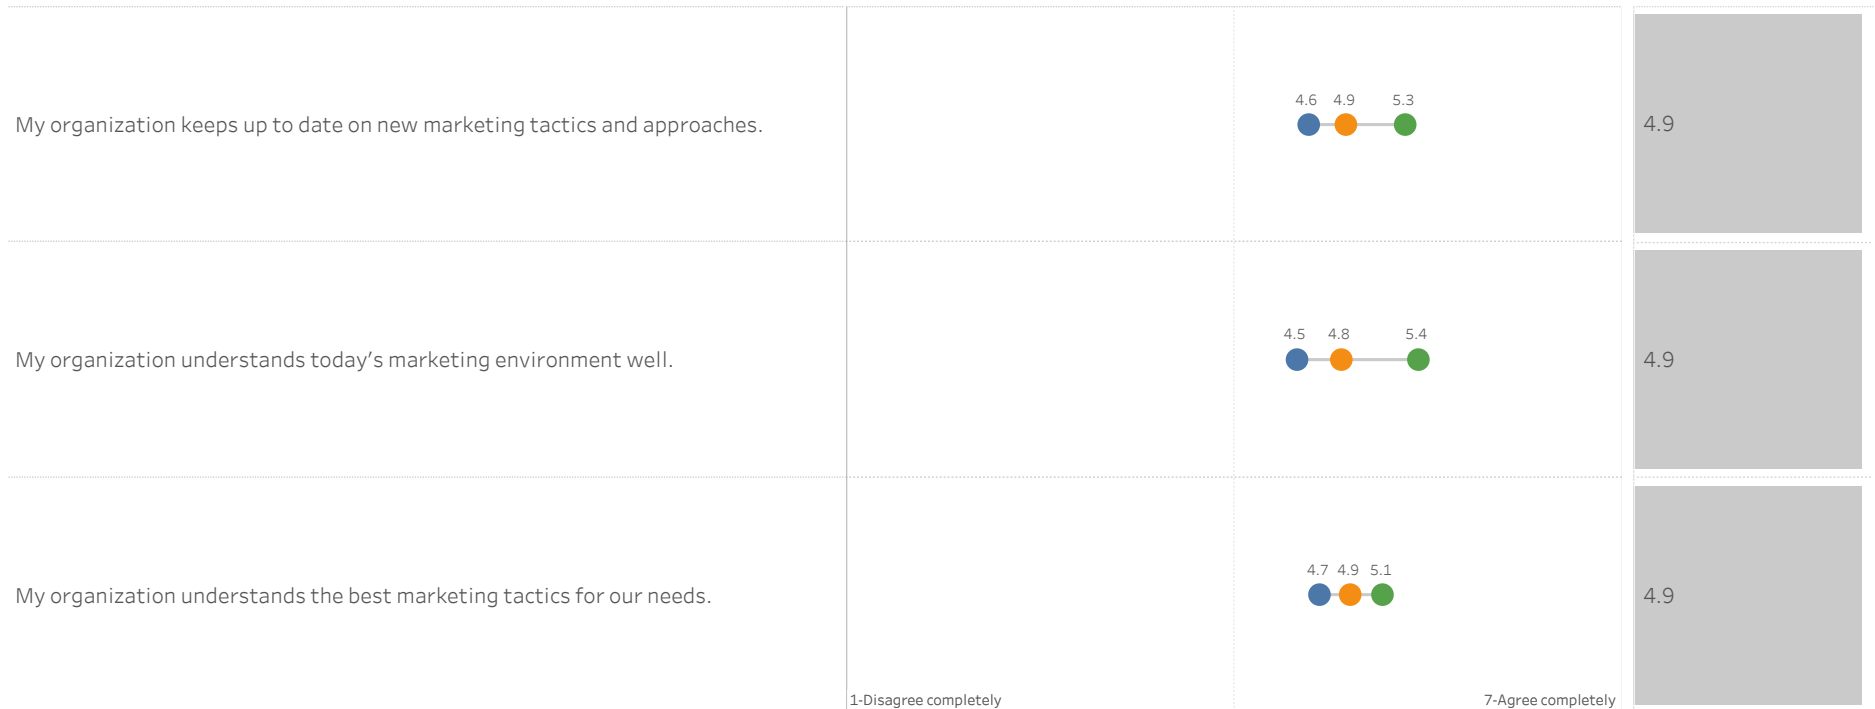 4.6 4.9 5.3
My organization keeps up to date on new marketing tactics and approaches.
4.9
4.5 4.8 5.4
My organization understands today's marketing environment well.
4.9
4.7 4.9 5.1
My organization understands the best marketing tactics for our needs.
4.9
1-Disagree completely
7-Agree completely